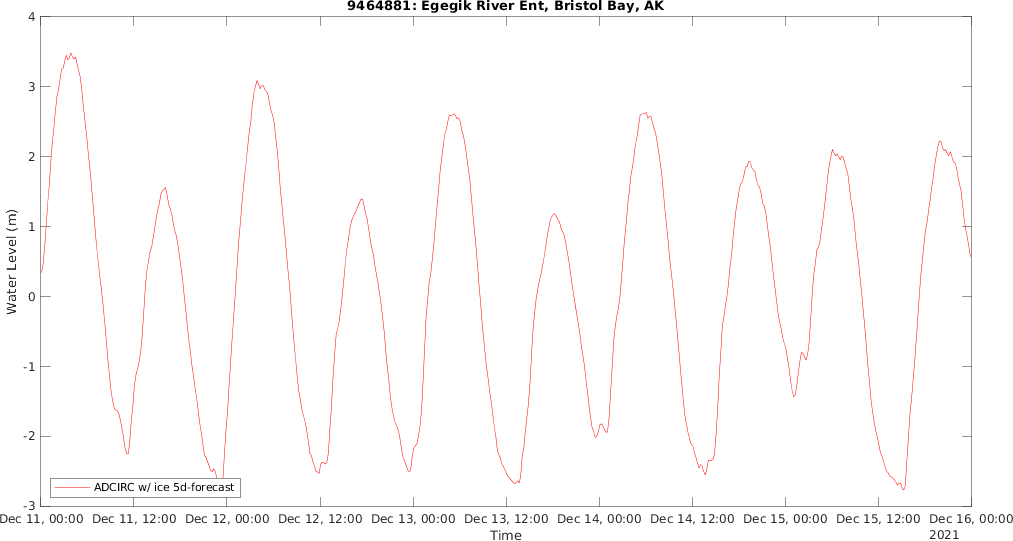 9464881: Egegik River Ent, Bristol Bay, AK
Water Level (m)
4
3
2
1
0
-1
-2
-3
ADCIRC w/ ice 5d-forecast
Dec 11, 00:00 Dec 11, 12:00 Dec 12, 00:00 Dec 12, 12:00 Dec 13, 00:00 Dec 13, 12:00 Dec 14, 00:00 Dec 14, 12:00 Dec 15, 00:00 Dec 15, 12:00 Dec 16, 00:00
Time
2021